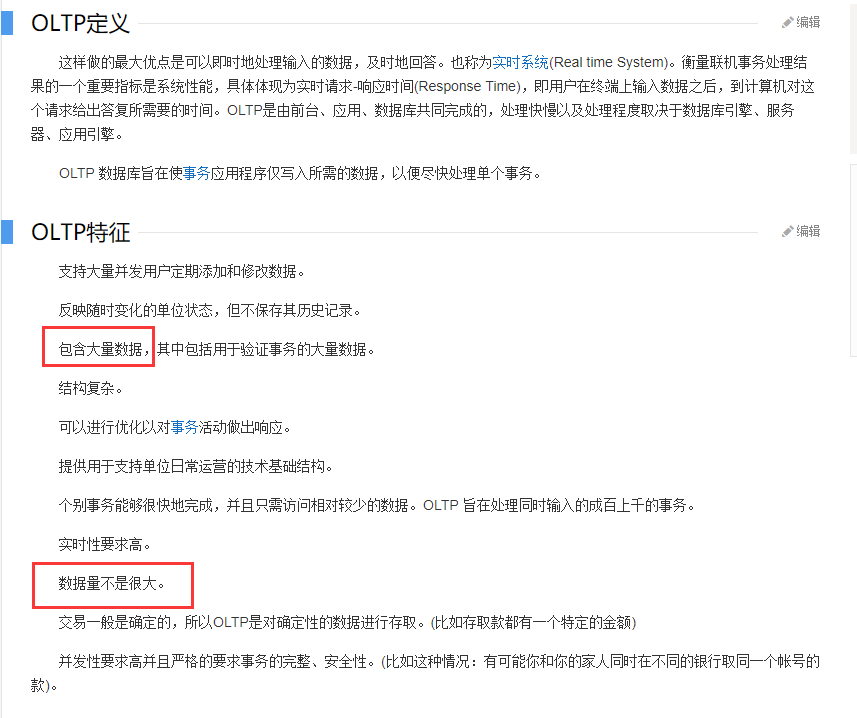 OLTP定义
编辑
这样做的最大优点是可以即时地处理输入的数据，及时地回答。也称为实时系统(Real time System)。衡量联机事务处理结
果的一个重要指标是系统性能，具体体现为实时请求-响应时间(Response Time)，即用户在终端上输入数据之后，到计算机对这
个请求给出答复所需要的时间。OLTP是由前台、应用、数据库共同完成的，处理快慢以及处理程度取决于数据库引擎、服务
器、应用引擎。
OLTP 数据库旨在使事务应用程序仅写入所需的数据，以便尽快处理单个事务。
OLTP特征
编辑
支持大量并发用户定期添加和修改数据。
反映随时变化的单位状态，但不保存其历史记录。
包含大量数据，其中包括用于验证事务的大量数据。
结构复杂。
可以进行优化以对事务活动做出响应。
提供用于支持单位日常运营的技术基础结构。
个别事务能够很快地完成，并且只需访问相对较少的数据。OLTP 旨在处理同时输入的成百上千的事务。
实时性要求高。
数据量不是很大。
交易一般是确定的，所以OLTP是对确定性的数据进行存取。(比如存取款都有一个特定的金额)
并发性要求高并且严格的要求事务的完整、安全性。(比如这种情况：有可能你和你的家人同时在不同的银行取同一个帐号的
款)。